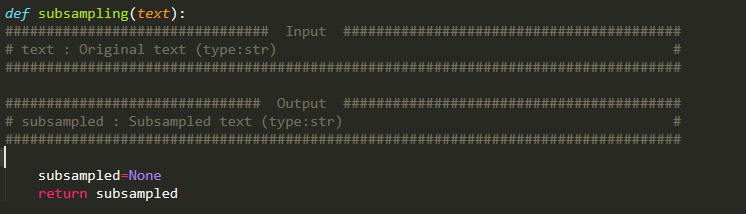 def subsampling(text):
################################  Input  #########################################
# text : Original text (type:str)                                                #
##################################################################################
###############################  Output  #########################################
# subsampled : Subsampled text (type:str)                                        #
##################################################################################
    subsampled=None
    return subsampled